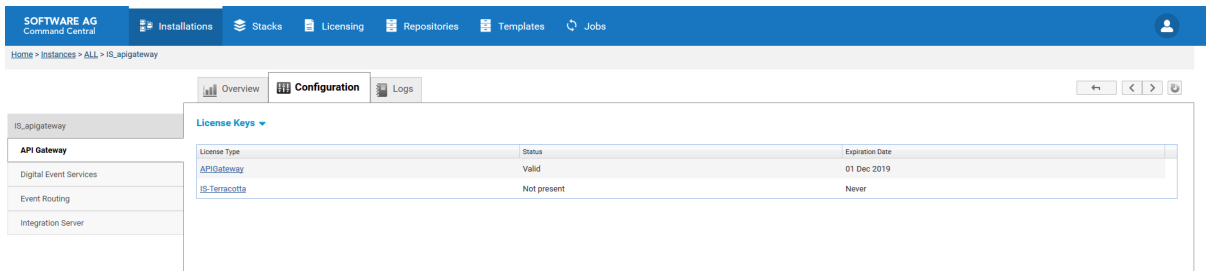 SOFTWARE AG
Command Central
Installations Stacks Licensing Repositories Templates Jobs
Home > Instances > ALL > IS_apigateway
Overview Configuration Logs
IS_apigateway
API Gateway
Digital Event Services
Event Routing
Integration Server
License Keys
License Type Status Expiration Date
APIGateway Valid 01 Dec 2019
IS-Terracotta Not present Never